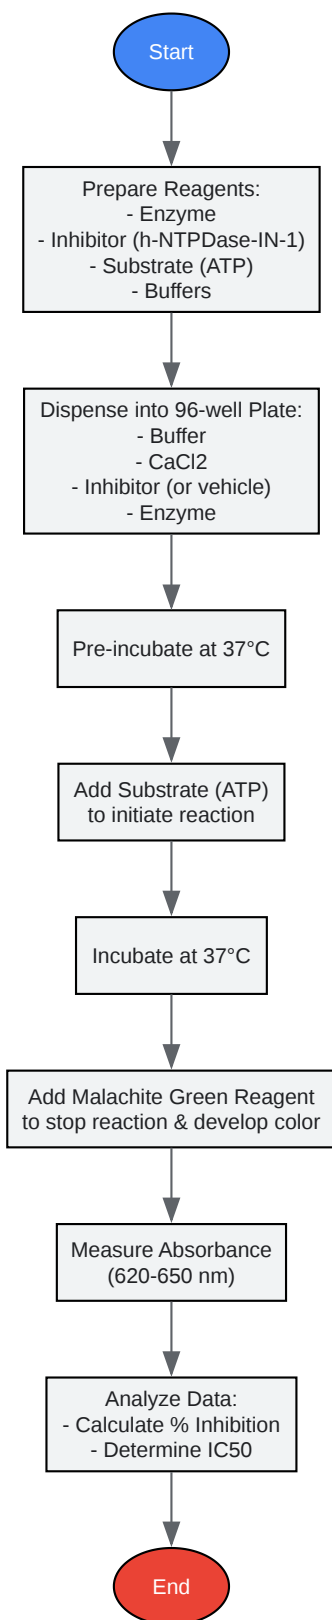 Start
Prepare Reagents:
- Enzyme
- Inhibitor (h-NTPDase-IN-1)
- Substrate (ATP)
- Buffers
Dispense into 96-well Plate:
- Buffer
- CaCl2
- Inhibitor (or vehicle)
- Enzyme
Pre-incubate at 37°C
Add Substrate (ATP)
to initiate reaction
Incubate at 37°C
Add Malachite Green Reagent
to stop reaction & develop color
Measure Absorbance
(620-650 nm)
Analyze Data:
- Calculate % Inhibition
- Determine IC50
End